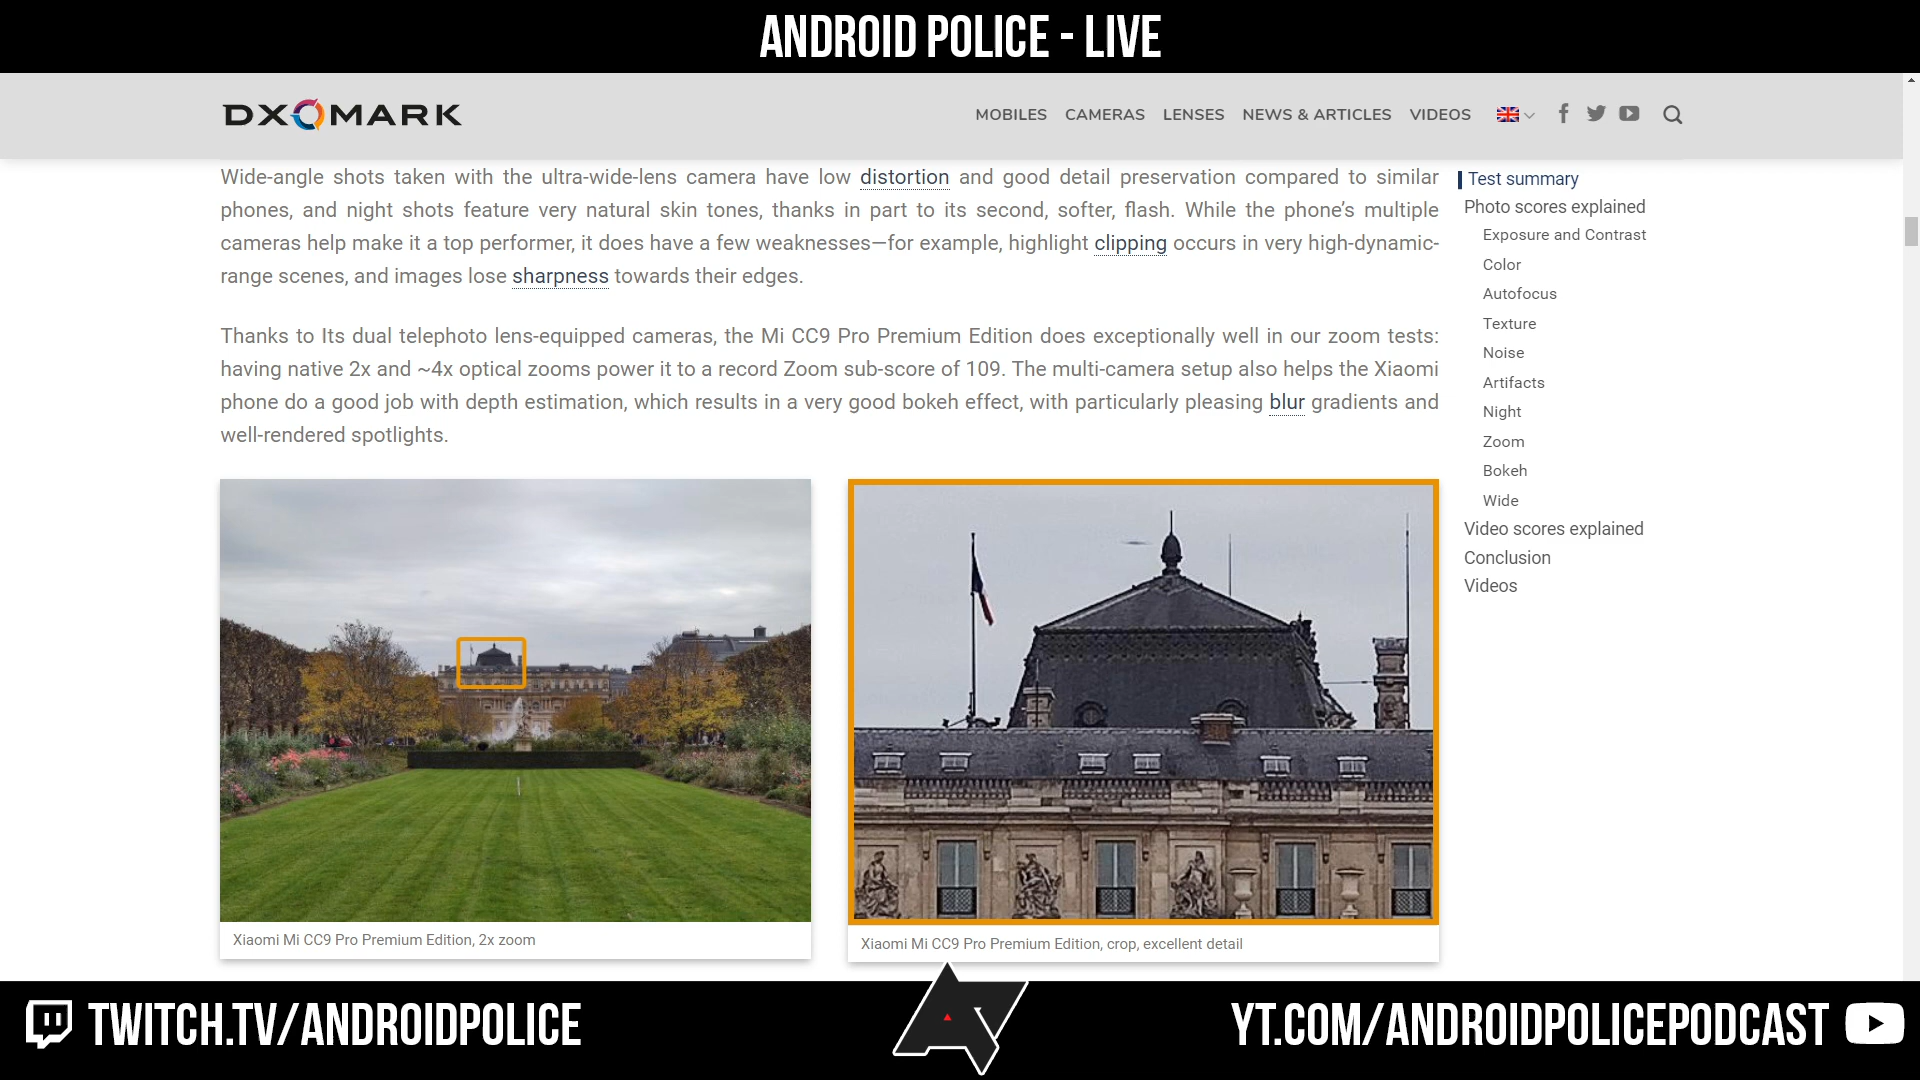 ANDROID POLICE - LIVE
DXOMARK
MOBILES CAMERAS LENSES NEWS & ARTICLES VIDEOS
Wide-angle shots taken with the ultra-wide-lens camera have low distortion and good detail preservation compared to similar
phones, and night shots feature very natural skin tones, thanks in part to its second, softer, flash. While the phone’s multiple
cameras help make it a top performer, it does have a few weaknesses—for example, highlight clipping occurs in very high-dynamic-
range scenes, and images lose sharpness towards their edges.
Thanks to Its dual telephoto lens-equipped cameras, the Mi CC9 Pro Premium Edition does exceptionally well in our zoom tests:
having native 2x and ~4x optical zooms power it to a record Zoom sub-score of 109. The multi-camera setup also helps the Xiaomi
phone do a good job with depth estimation, which results in a very good bokeh effect, with particularly pleasing blur gradients and
well-rendered spotlights.
Xiaomi Mi CC9 Pro Premium Edition, 2x zoom
Xiaomi Mi CC9 Pro Premium Edition, crop, excellent detail
Test summary
Photo scores explained
Exposure and Contrast
Color
Autofocus
Texture
Noise
Artifacts
Night
Zoom
Bokeh
Wide
Video scores explained
Conclusion
Videos
TWITCH.TV/ANDROIDPOLICE
YT.COM/ANDROIDPOLICEPODCAST